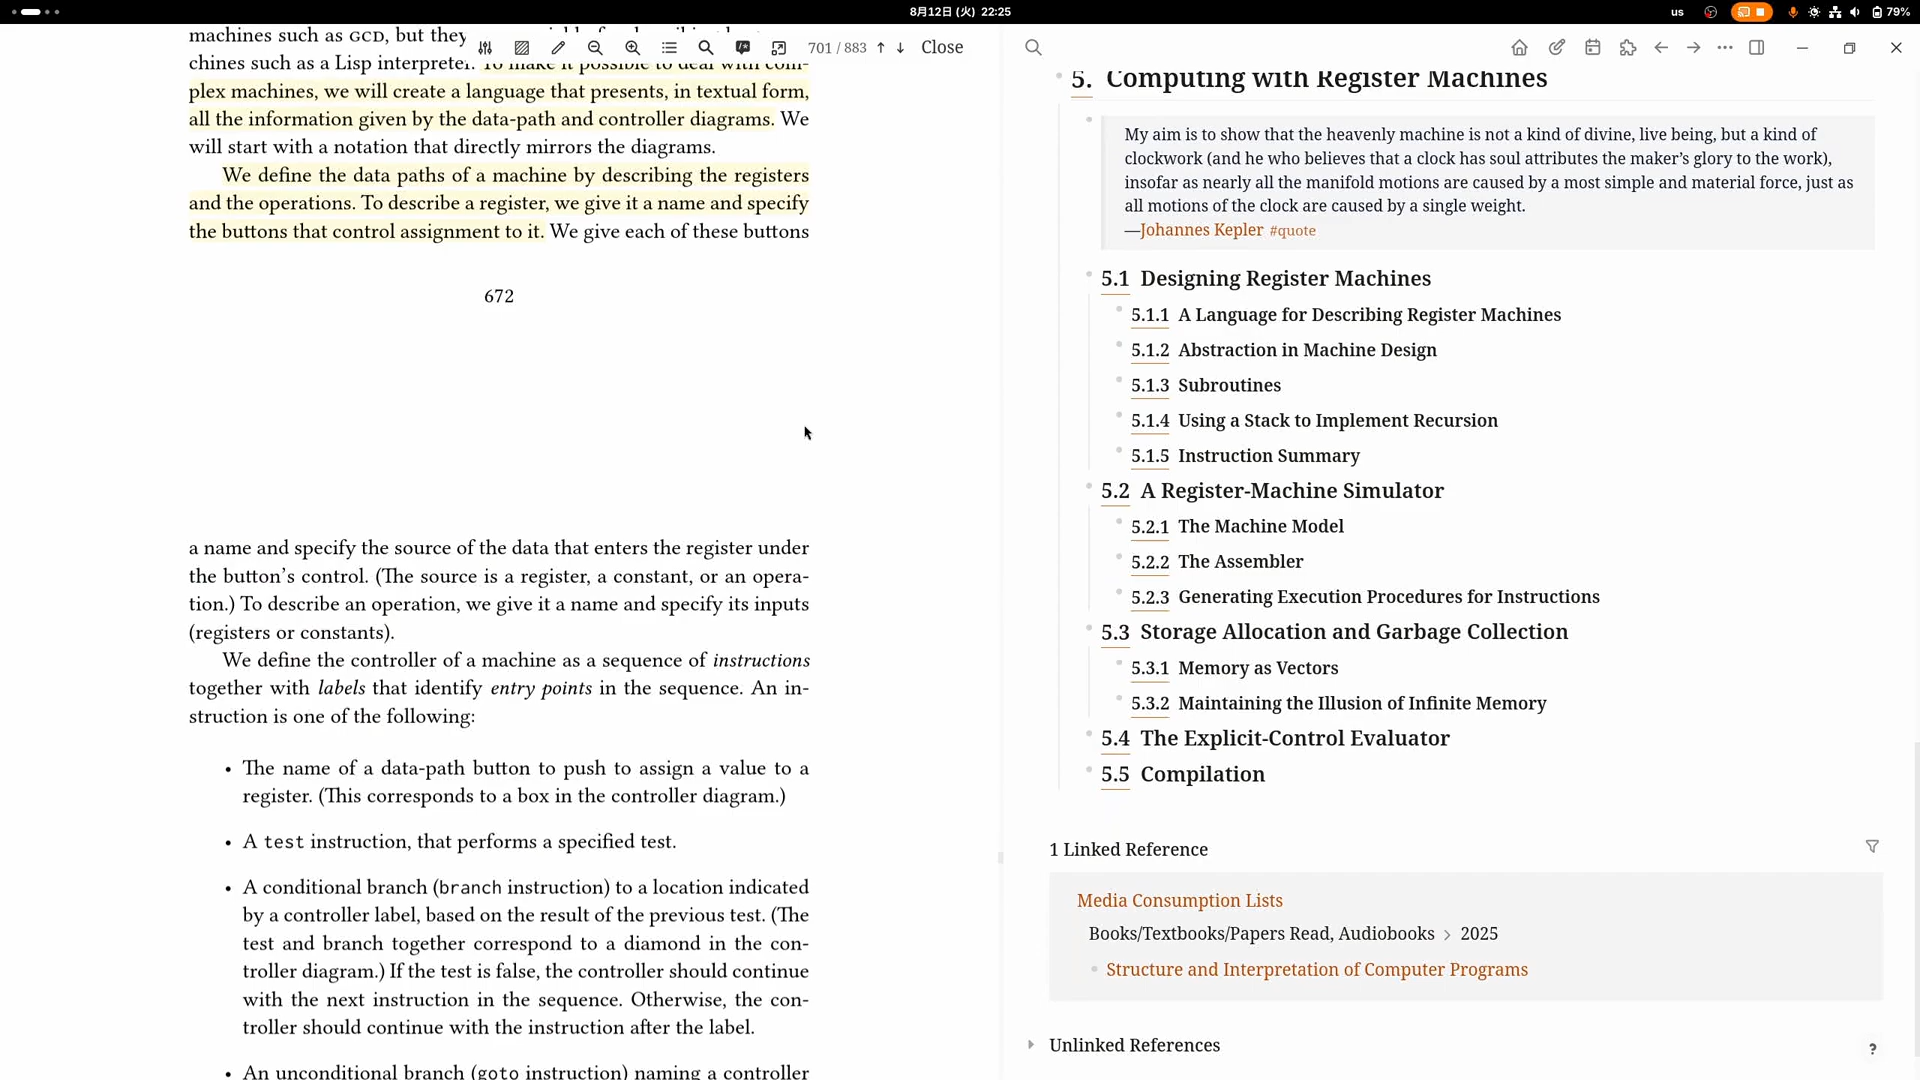 8月12日 (火) 22:25
us
79%
machines such as GCD, but they
chines such as a Lisp interpreter. To make it possible to deal with com-
plex machines, we will create a language that presents, in textual form,
all the information given by the data-path and controller diagrams. We
will start with a notation that directly mirrors the diagrams.
We define the data paths of a machine by describing the registers
and the operations. To describe a register, we give it a name and specify
the buttons that control assignment to it. We give each of these buttons
672
701 / 883
Close
a name and specify the source of the data that enters the register under
the button’s control. (The source is a register, a constant, or an opera-
tion.) To describe an operation, we give it a name and specify its inputs
(registers or constants).
We define the controller of a machine as a sequence of instructions
together with labels that identify entry points in the sequence. An in-
struction is one of the following:
• The name of a data-path button to push to assign a value to a
register. (This corresponds to a box in the controller diagram.)
• A test instruction, that performs a specified test.
• A conditional branch (branch instruction) to a location indicated
by a controller label, based on the result of the previous test. (The
test and branch together correspond to a diamond in the con-
troller diagram.) If the test is false, the controller should continue
with the next instruction in the sequence. Otherwise, the con-
troller should continue with the instruction after the label.
• An unconditional branch (goto instruction) naming a controller
5. Computing with Register Machines
My aim is to show that the heavenly machine is not a kind of divine, live being, but a kind of
clockwork (and he who believes that a clock has soul attributes the maker’s glory to the work),
insofar as nearly all the manifold motions are caused by a most simple and material force, just as
all motions of the clock are caused by a single weight.
—Johannes Kepler #quote
5.1 Designing Register Machines
5.1.1 A Language for Describing Register Machines
5.1.2 Abstraction in Machine Design
5.1.3 Subroutines
5.1.4 Using a Stack to Implement Recursion
5.1.5 Instruction Summary
5.2 A Register-Machine Simulator
5.2.1 The Machine Model
5.2.2 The Assembler
5.2.3 Generating Execution Procedures for Instructions
5.3 Storage Allocation and Garbage Collection
5.3.1 Memory as Vectors
5.3.2 Maintaining the Illusion of Infinite Memory
5.4 The Explicit-Control Evaluator
5.5 Compilation
1 Linked Reference
Media Consumption Lists
Books/Textbooks/Papers Read, Audiobooks > 2025
Structure and Interpretation of Computer Programs
Unlinked References
?